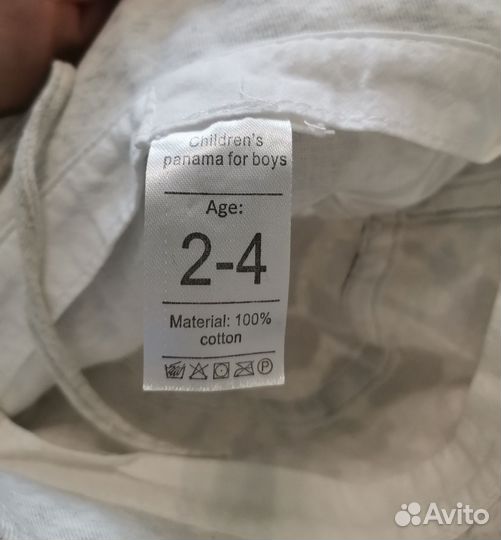 Children's
panama for boys
Age:
2-4
Material: 100%
cotton
P
Avito